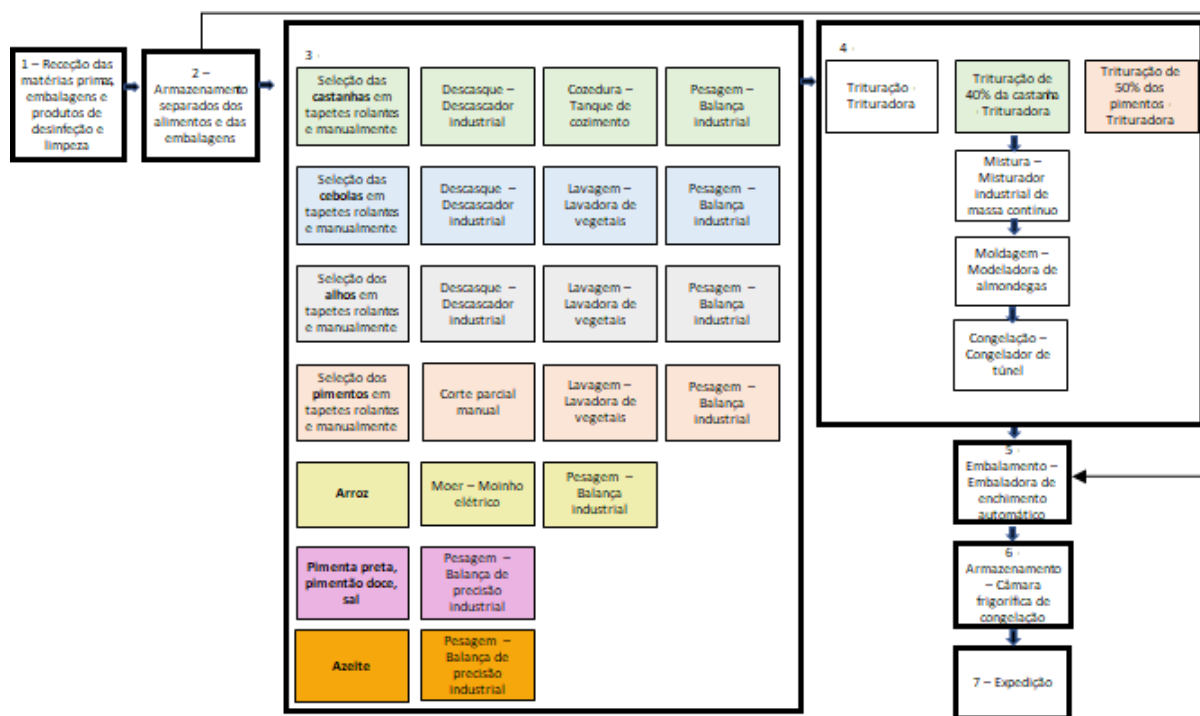 1 – Receção das
matérias primas,
embalagens e
produtos de
desinfeção e
limpeza
2 –
Armazenamento
separados dos
alimentos e das
embalagens
3 -
Seleção das
castanhas em
tapetes rolantes
e manualmente
Descasque –
Descascador
industrial
Cozedura –
Tanque de
cozimento
Pesagem –
Balança
Industrial
Seleção das
cebolas em
tapetes rolantes
e manualmente
Descasque –
Descascador
industrial
Lavagem –
Lavadora de
vegetais
Pesagem –
Balança
Industrial
Seleção dos
alhos em
tapetes rolantes
e manualmente
Descasque –
Descascador
industrial
Lavagem –
Lavadora de
vegetais
Pesagem –
Balança
Industrial
Seleção dos
pimentos em
tapetes rolantes
e manualmente
Corte parcial
manual
Lavagem –
Lavadora de
vegetais
Pesagem –
Balança
Industrial
Arroz
Moer – Moinho
elétrico
Pesagem –
Balança
industrial
Pimenta preta,
pimentão doce,
sal
Pesagem –
Balança de
precisão
industrial
Azeite
Pesagem –
Balança de
precisão
industrial
4 -
Trituração -
Trituradora
Trituração de
40% da castanha
- Trituradora
Trituração de
50% dos
pimentos -
Trituradora
Mistura –
Misturador
industrial de
massa contínuo
Moldagem –
Modeladora de
almondegas
Congelação –
Congelador de
túnel
5 -
Embalamento –
Embaladora de
enchimento
automático
6 -
Armazenamento
– Câmara
frigorífica de
congelação
7 – Expedição